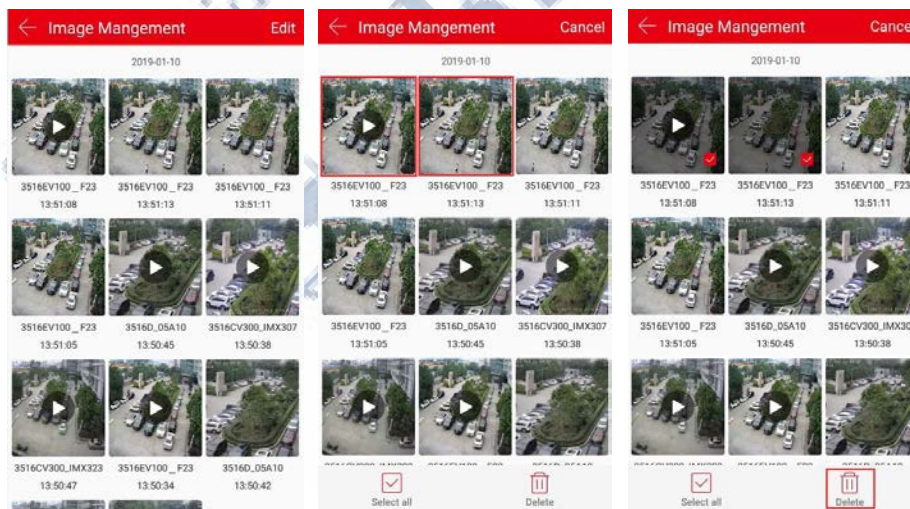 Image Mangement Edit
2019-01-10
3516EV100 _ F23 3516EV100 _ F23 3516EV100 _ F23
13:51:08 13:51:13 13:51:11
3516EV100 _ F23 3516D_05A10 3516CV300_IMX307
13:51:05 13:50:45 13:50:38
3516CV300_IMX323 3516EV100 _ F23 3516D_05A10
13:50:47 13:50:34 13:50:42
Image Mangement Cancel
2019-01-10
3516EV100 _ F23 3516EV100 _ F23 3516EV100 _ F23
13:51:08 13:51:13 13:51:11
3516EV100 _ F23 3516D_05A10 3516CV300_IMX307
13:51:05 13:50:45 13:50:38
Select all Delete
Image Mangement Cance
2019-01-10
3516EV100 _ F23 3516EV100 _ F23 3516EV100 _ F23
13:51:08 13:51:13 13:51:11
3516EV100 _ F23 3516D_05A10 3516CV300_IMX30
13:51:05 13:50:45 13:50:38
Select all Delete